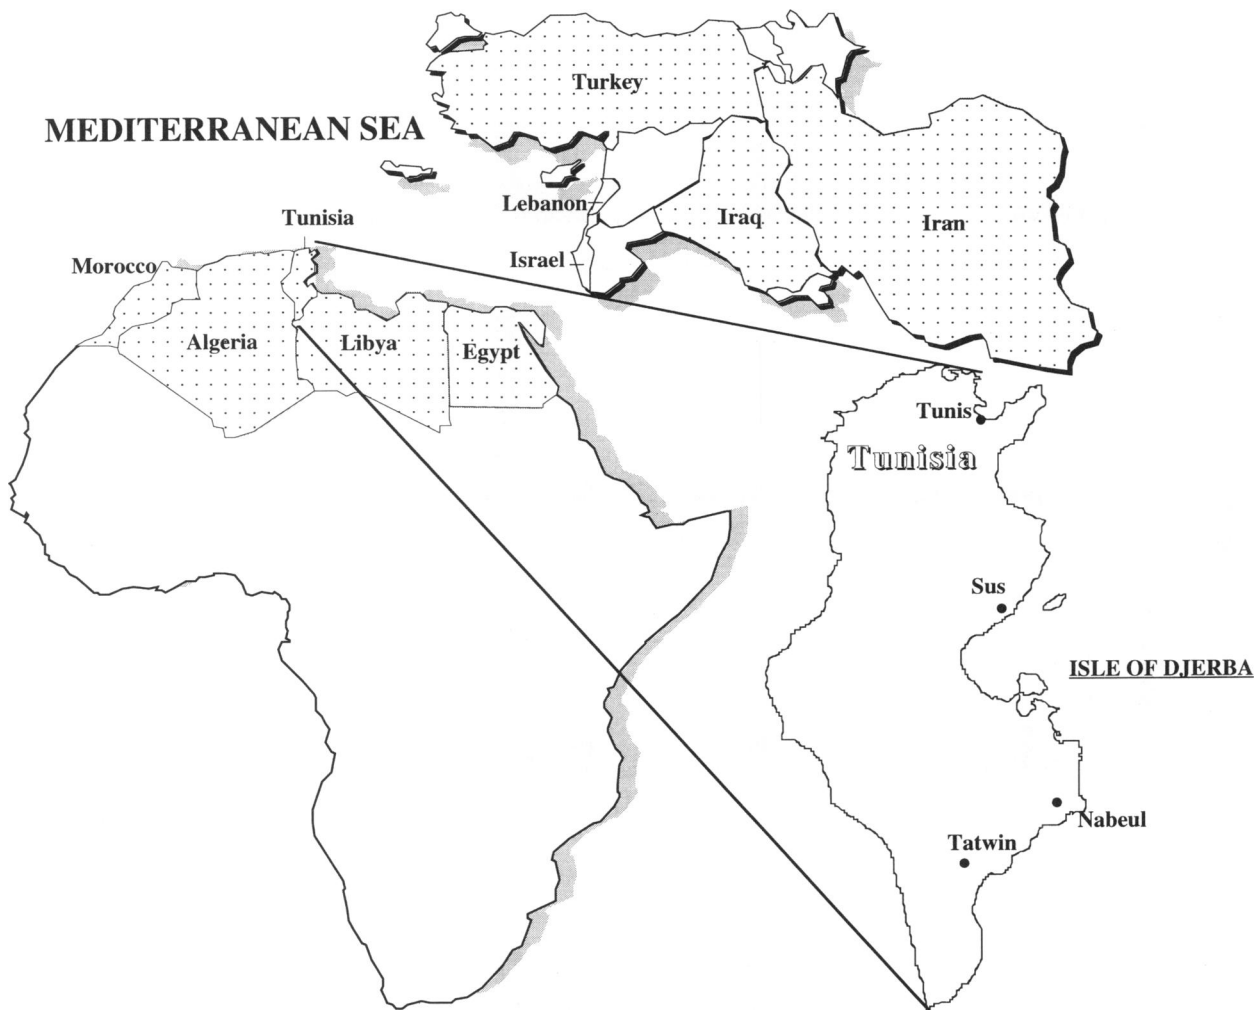 Turkey
MEDITERRANEAN SEA
Lebanon
Tunisia
Iraq
Iran
Israel
Morocco
Algeria
Libya
Egypt
Tunis
Tunisia
Sus
ISLE OF DJERBA
Nabeul
Tatwin